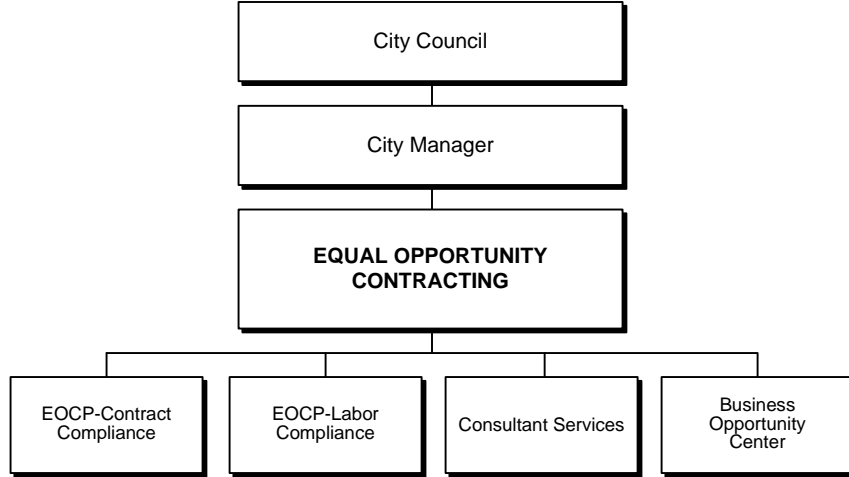 City Council
City Manager
EQUAL OPPORTUNITY
CONTRACTING
EOCP-Contract
Compliance
EOCP-Labor
Compliance
Consultant Services
Business
Opportunity
Center